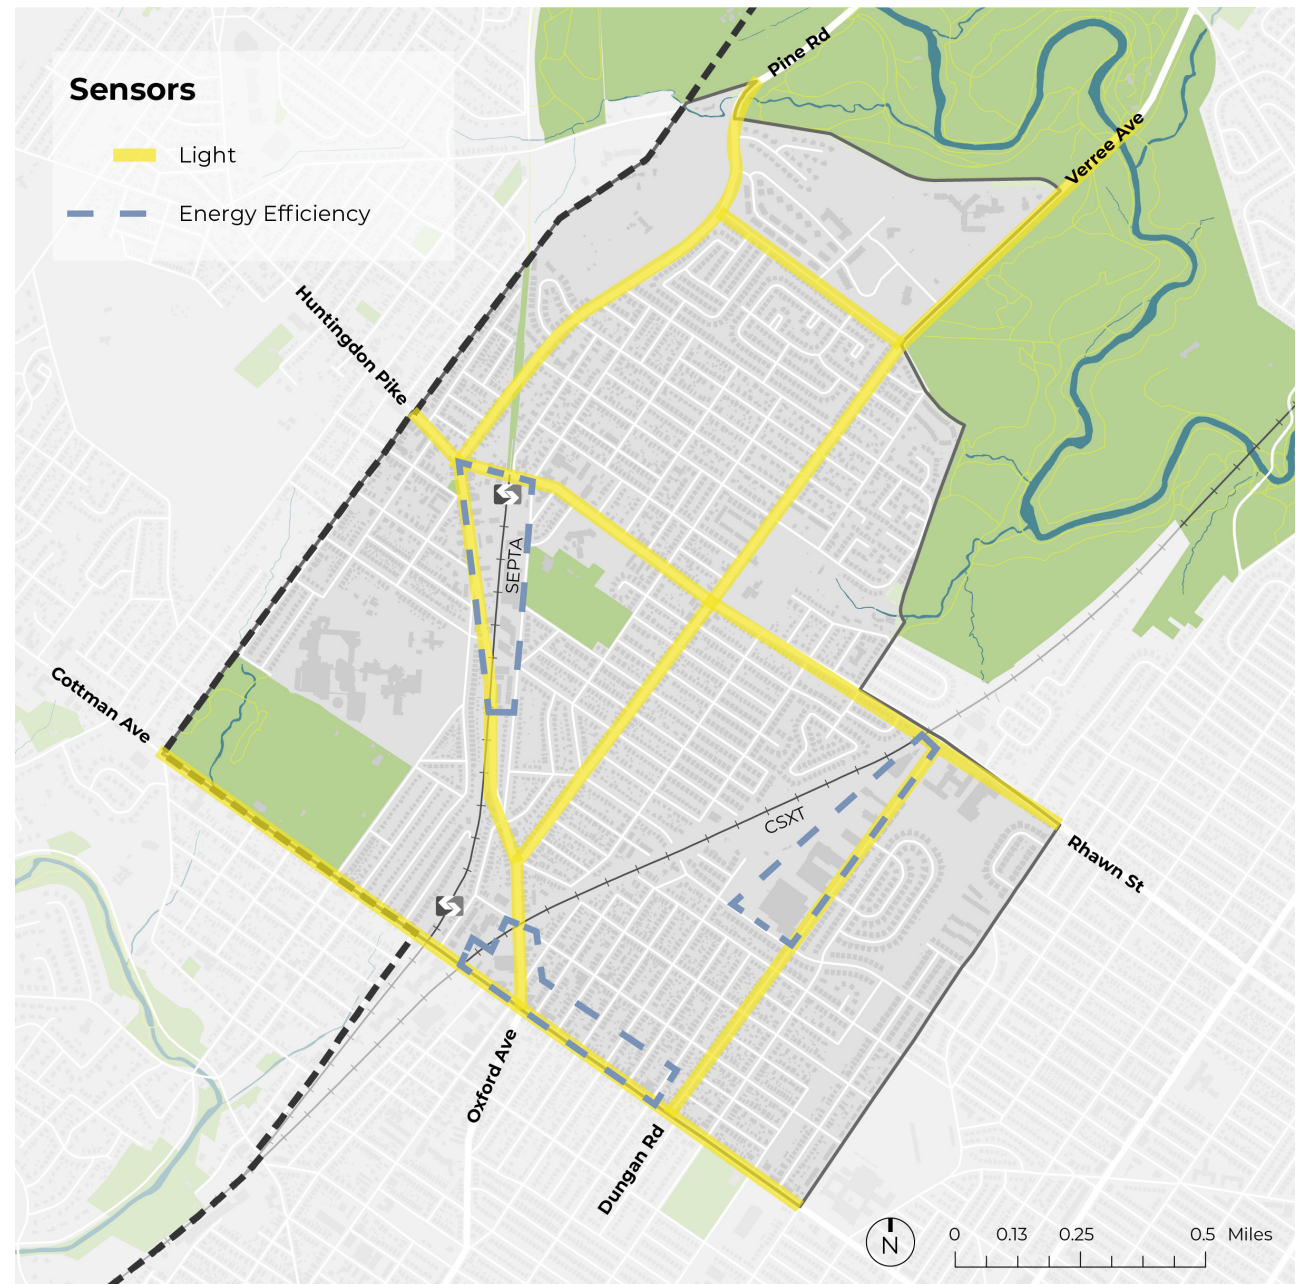 Sensors
Light
Energy Efficiency
Pine Rd
Verree Ave
Huntingdon Pike
SEPTA
Cottman Ave
CSXT
Rhawn St
Oxford Ave
Dungan Rd
N
0 0.13 0.25 0.5 Miles